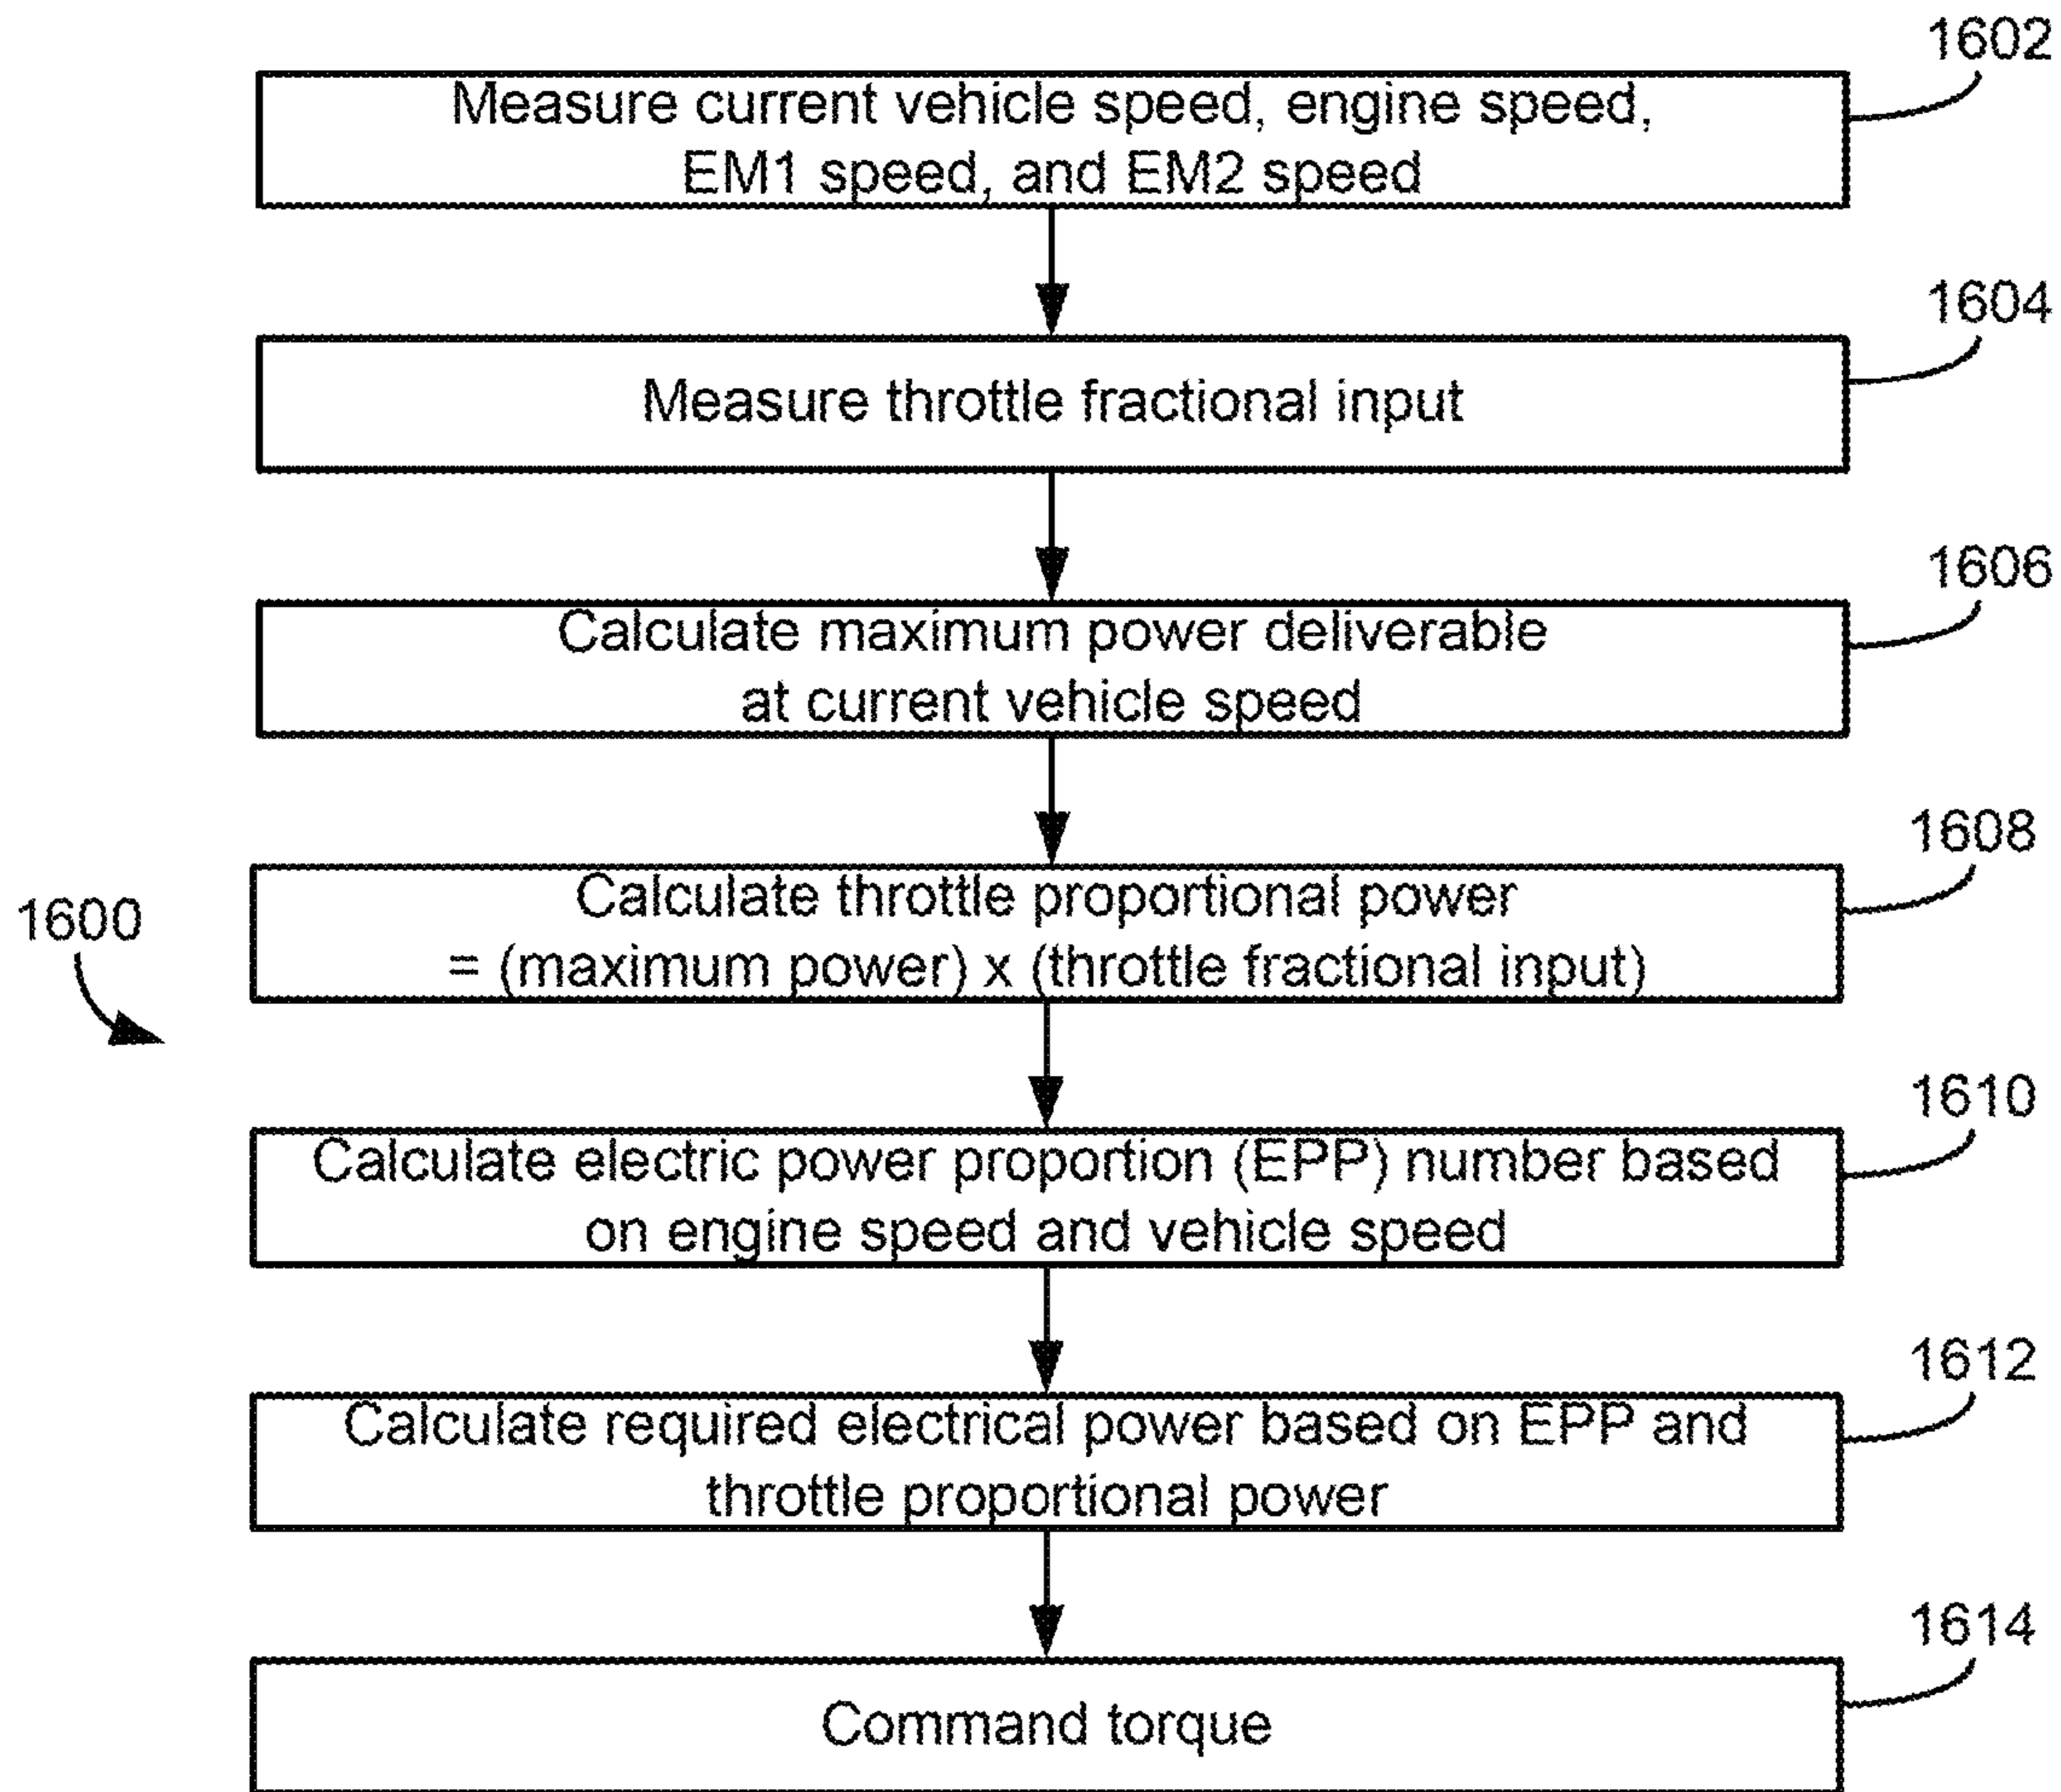 1602
Measure current vehicle speed, engine speed,
EM1 speed, and EM2 speed
1604
Measure throttle fractional input
1606
Calculate maximum power deliverable
at current vehicle speed
1608
Calculate throttle proportional power
= (maximum power) x (throttle fractional input)
1600
1610
Calculate electric power proportion (EPP) number based
on engine speed and vehicle speed
1612
Calculate required electrical power based on EPP and
throttle proportional power
1614
Command torque